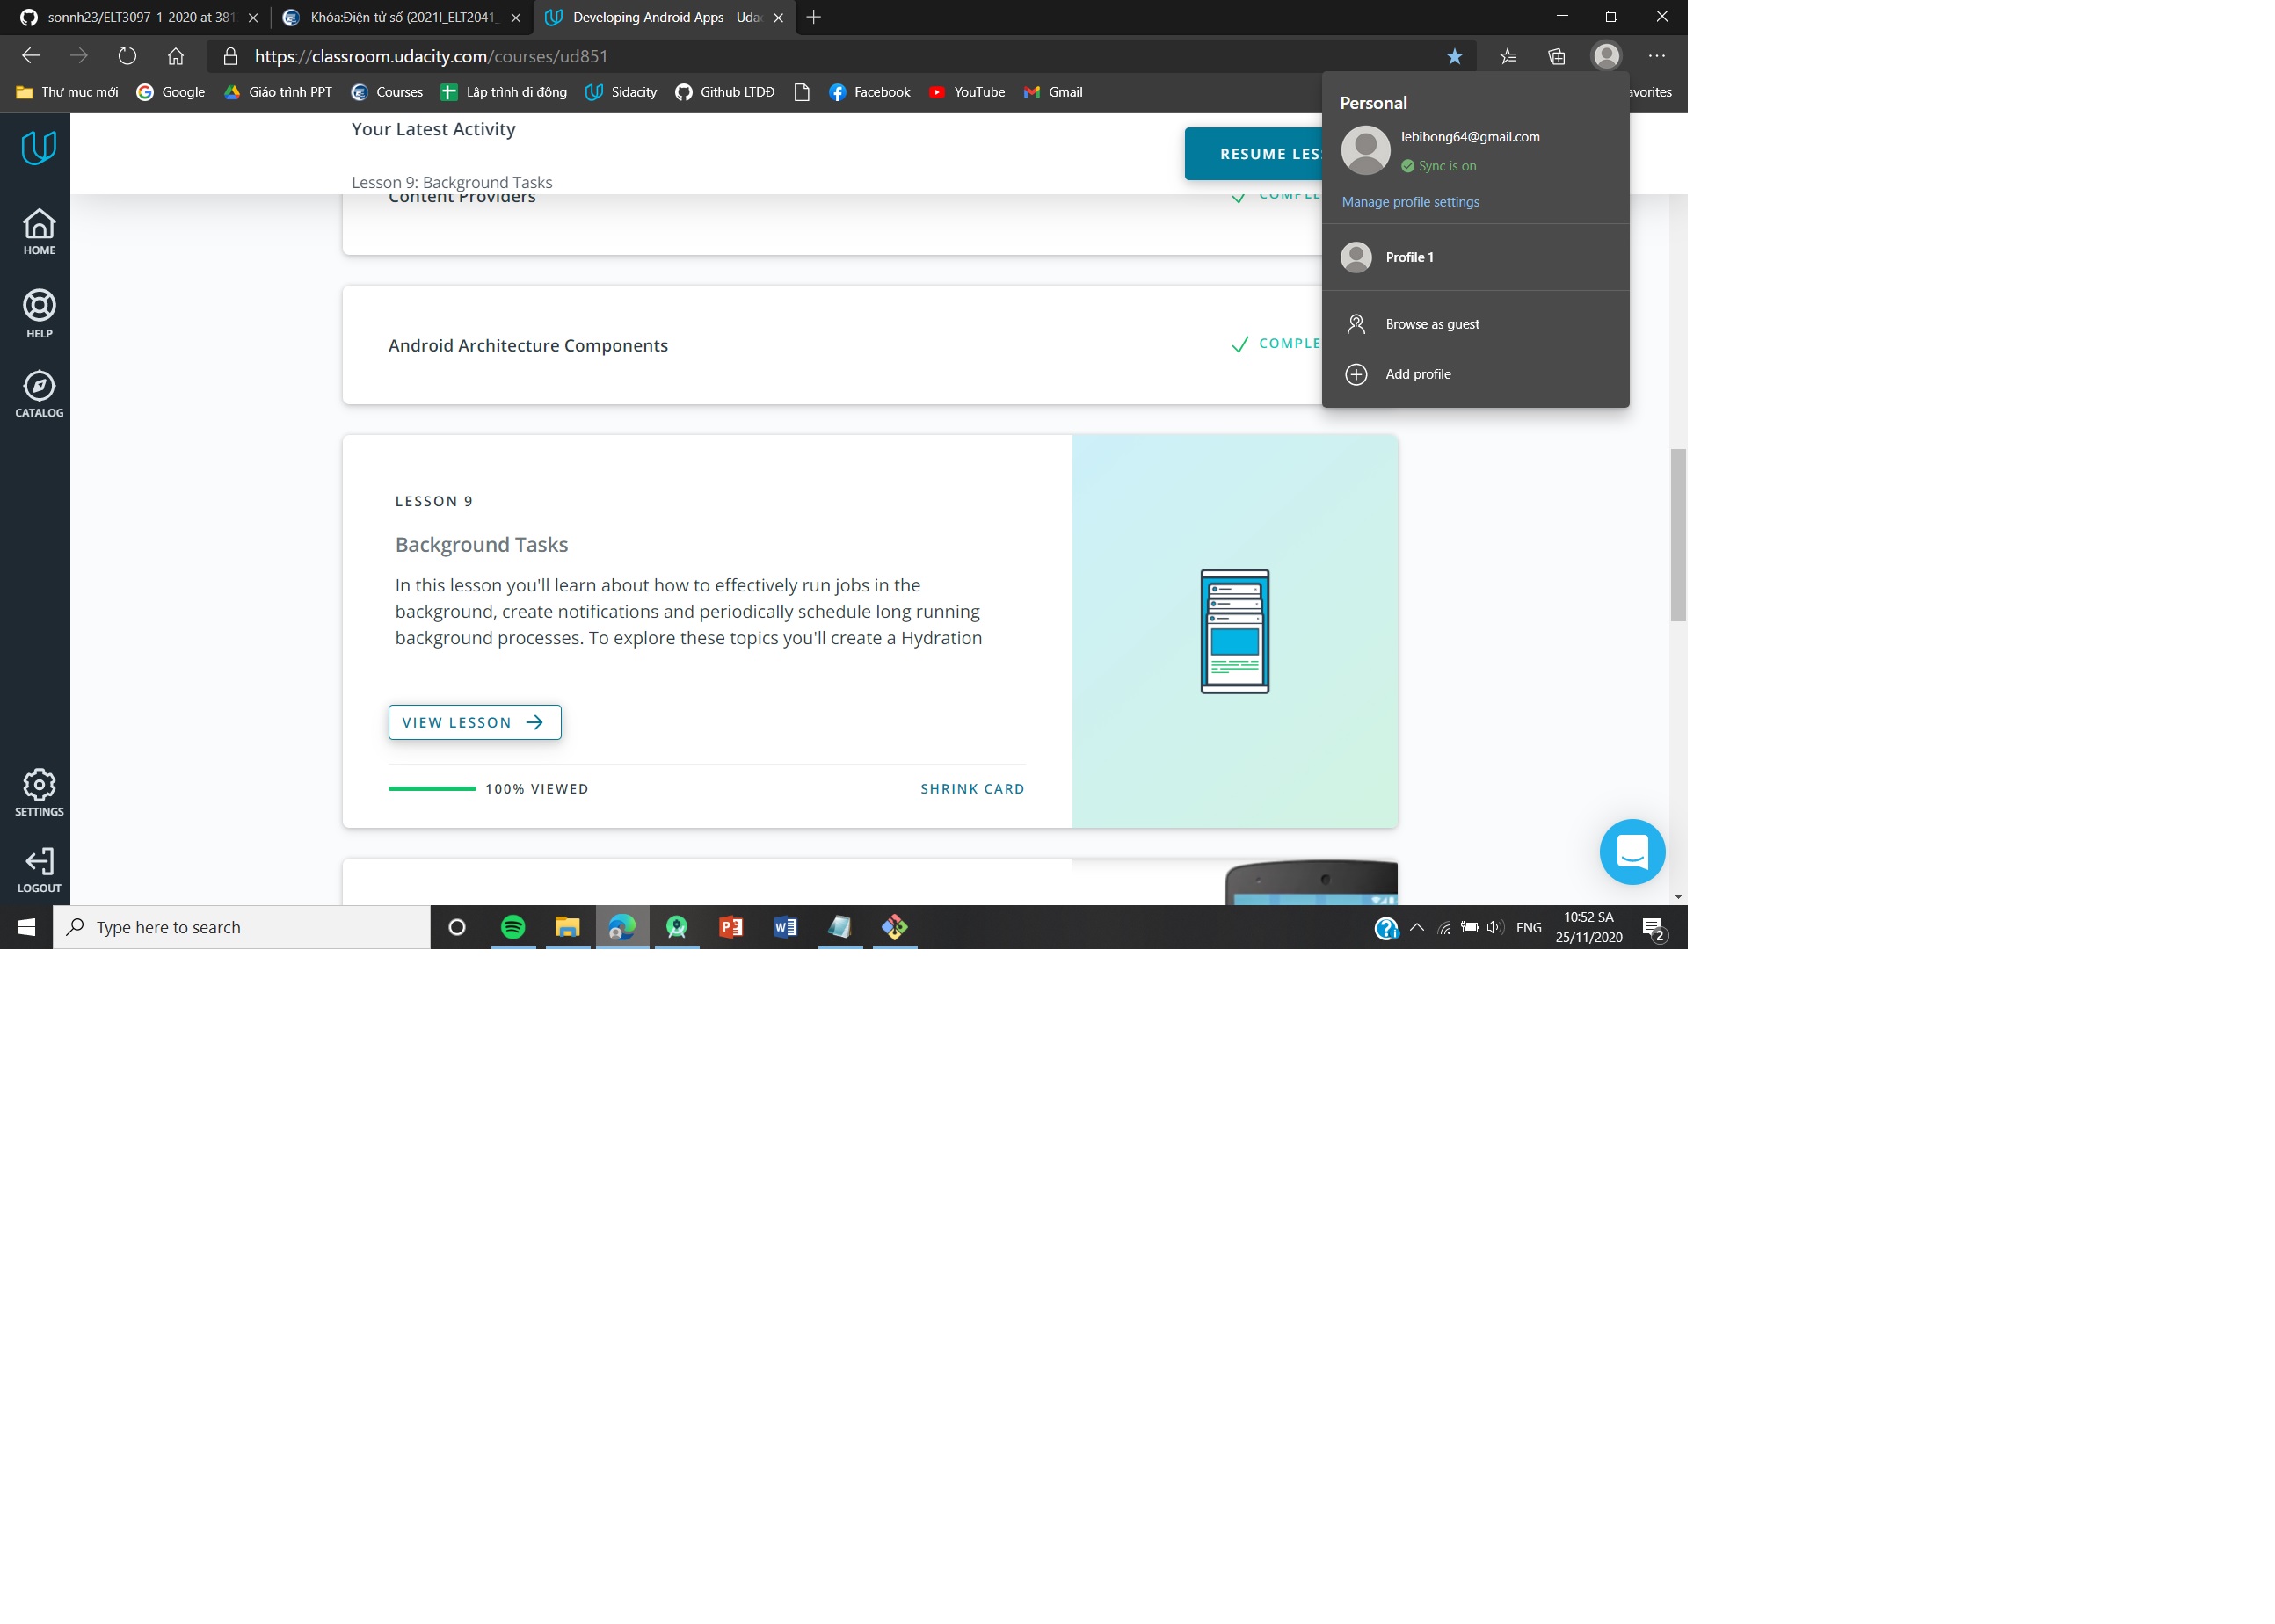 sonnh23/ELT3097-1-2020 at 381
Khóa:Điện tử số (2021I_ELT2041_
Developing Android Apps - Uda
https://classroom.udacity.com/courses/ud851
Thư mục mới
Google
Giáo trình PPT
Courses
Lập trình di động
Sidacity
Github LTDĐ
Facebook
YouTube
Gmail
avorites
Personal
lebibong64@gmail.com
Sync is on
Manage profile settings
Profile 1
Browse as guest
Add profile
HOME
HELP
CATALOG
SETTINGS
LOGOUT
Your Latest Activity
Lesson 9: Background Tasks
RESUME LES
Content Providers
COMPLE
Android Architecture Components
COMPLE
LESSON 9
Background Tasks
In this lesson you'll learn about how to effectively run jobs in the
background, create notifications and periodically schedule long running
background processes. To explore these topics you'll create a Hydration
VIEW LESSON
100% VIEWED
SHRINK CARD
Type here to search
ENG
10:52 SA
25/11/2020
2